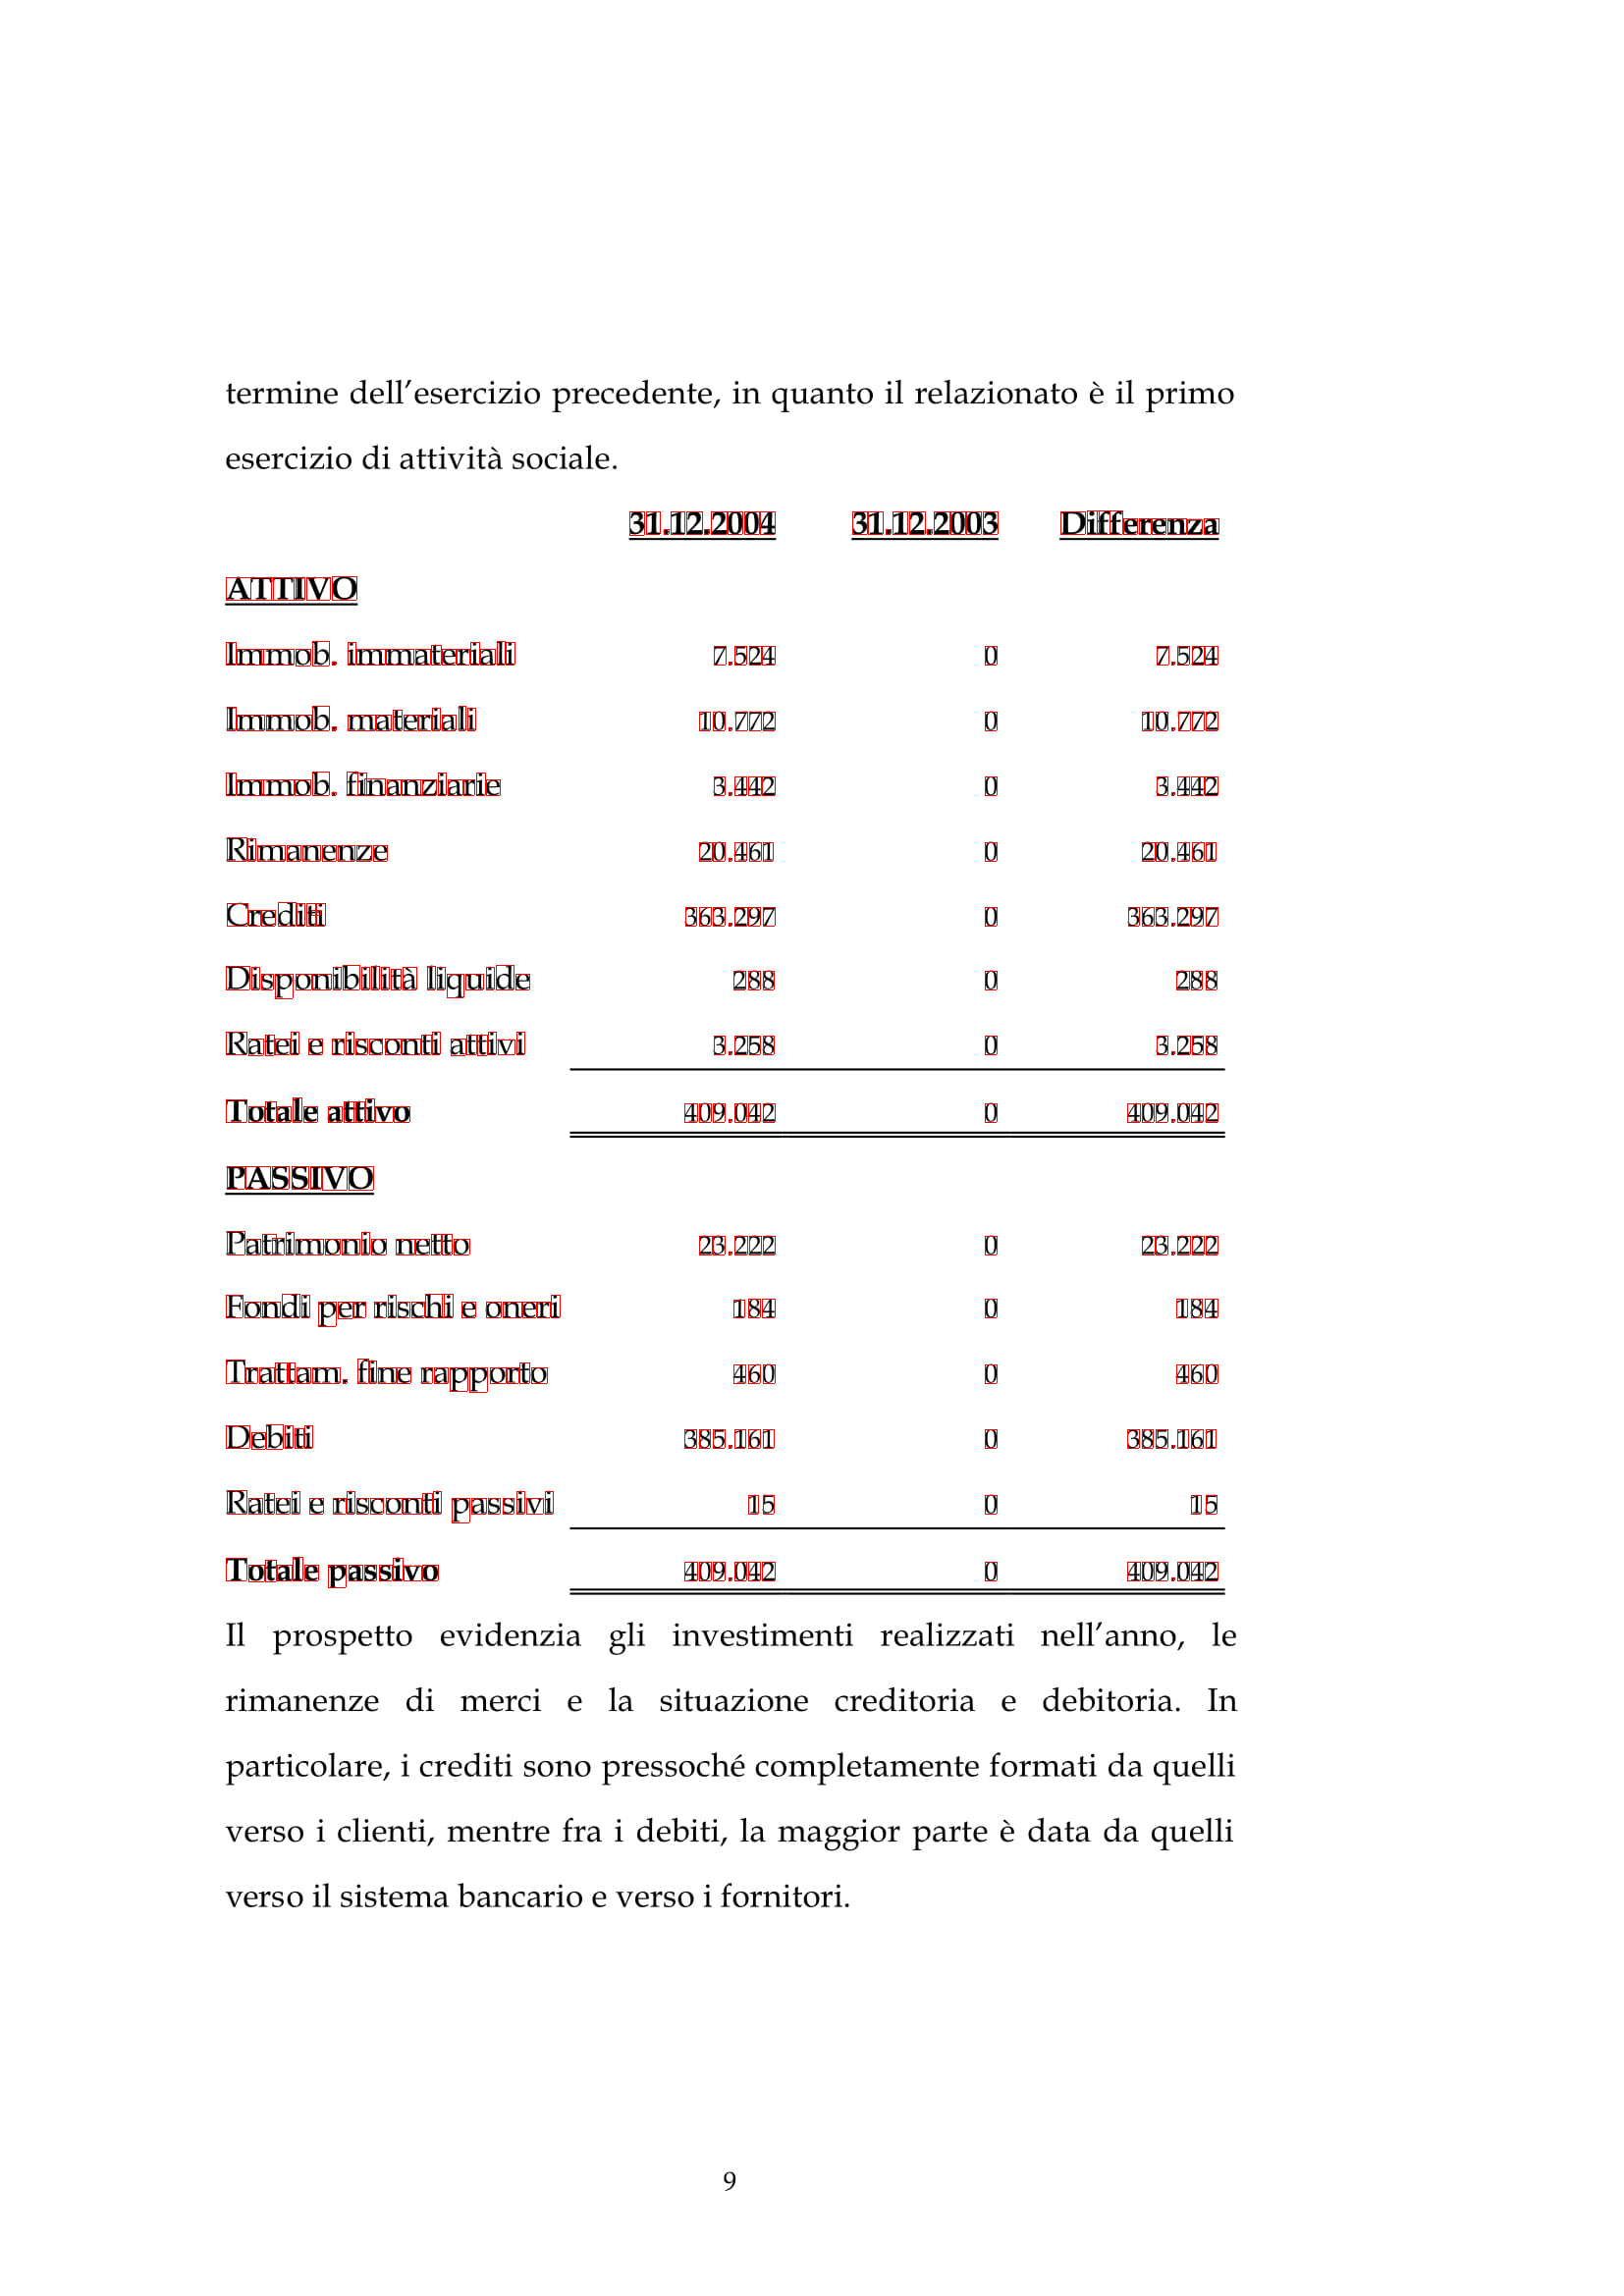 termine dell’esercizio precedente, in quanto il relazionato è il primo
esercizio di attività sociale.
31.12.2004 31.12.2003 Differenza
ATTIVO
Immob. immateriali 7.524 0 7.524
Immob. materiali 10.772 0 10.772
Immob. finanziarie 3.442 0 3.442
Rimanenze 20.461 0 20.461
Crediti 363.297 0 363.297
Disponibilità liquide 288 0 288
Ratei e risconti attivi 3.258 0 3.258
Totale attivo 409.042 0 409.042
PASSIVO
Patrimonio netto 23.222 0 23.222
Fondi per rischi e oneri 184 0 184
Trattam. fine rapporto 460 0 460
Debiti 385.161 0 385.161
Ratei e risconti passivi 15 0 15
Totale passivo 409.042 0 409.042
Il prospetto evidenzia gli investimenti realizzati nell’anno, le
rimanenze di merci e la situazione creditoria e debitoria. In
particolare, i crediti sono pressoché completamente formati da quelli
verso i clienti, mentre fra i debiti, la maggior parte è data da quelli
verso il sistema bancario e verso i fornitori.
9